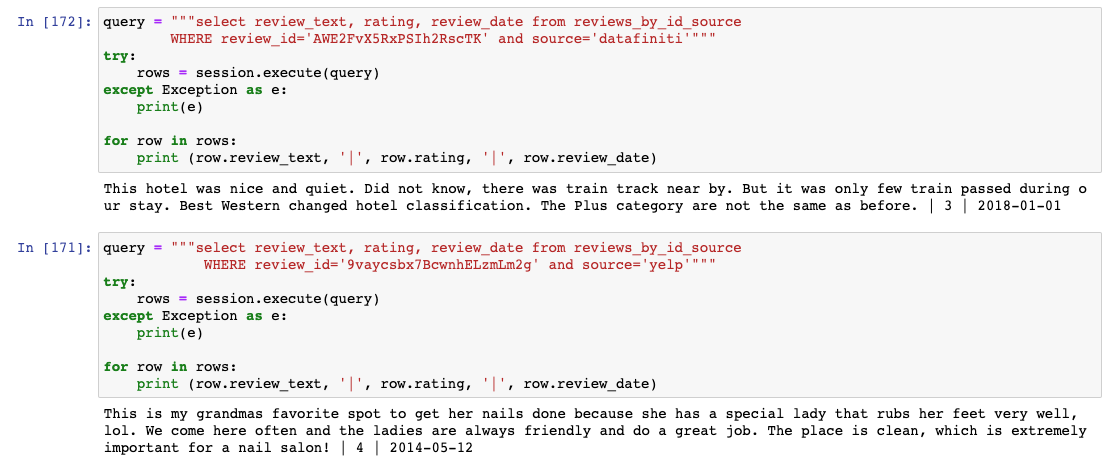 In [172]: query = """select review_text, rating, review_date from reviews_by_id_source
WHERE review_id='AWE2FvX5RxPSIh2RscTK' and source='datafiniti'"""
try:
rows = session.execute(query)
except Exception as e:
print(e)
for row in rows:
print (row.review_text, '|', row.rating, '|', row.review_date)
This hotel was nice and quiet. Did not know, there was train track near by. But it was only few train passed during o
ur stay. Best Western changed hotel classification. The Plus category are not the same as before. | 3 | 2018-01-01
In [171]: query = """select review_text, rating, review_date from reviews_by_id_source
WHERE review_id='9vaycsbx7BcwnhELzmLm2g' and source='yelp'"""
try:
rows = session.execute(query)
except Exception as e:
print(e)
for row in rows:
print (row.review_text, '|', row.rating, '|', row.review_date)
This is my grandmas favorite spot to get her nails done because she has a special lady that rubs her feet very well,
lol. We come here often and the ladies are always friendly and do a great job. The place is clean, which is extremely
important for a nail salon! | 4 | 2014-05-12